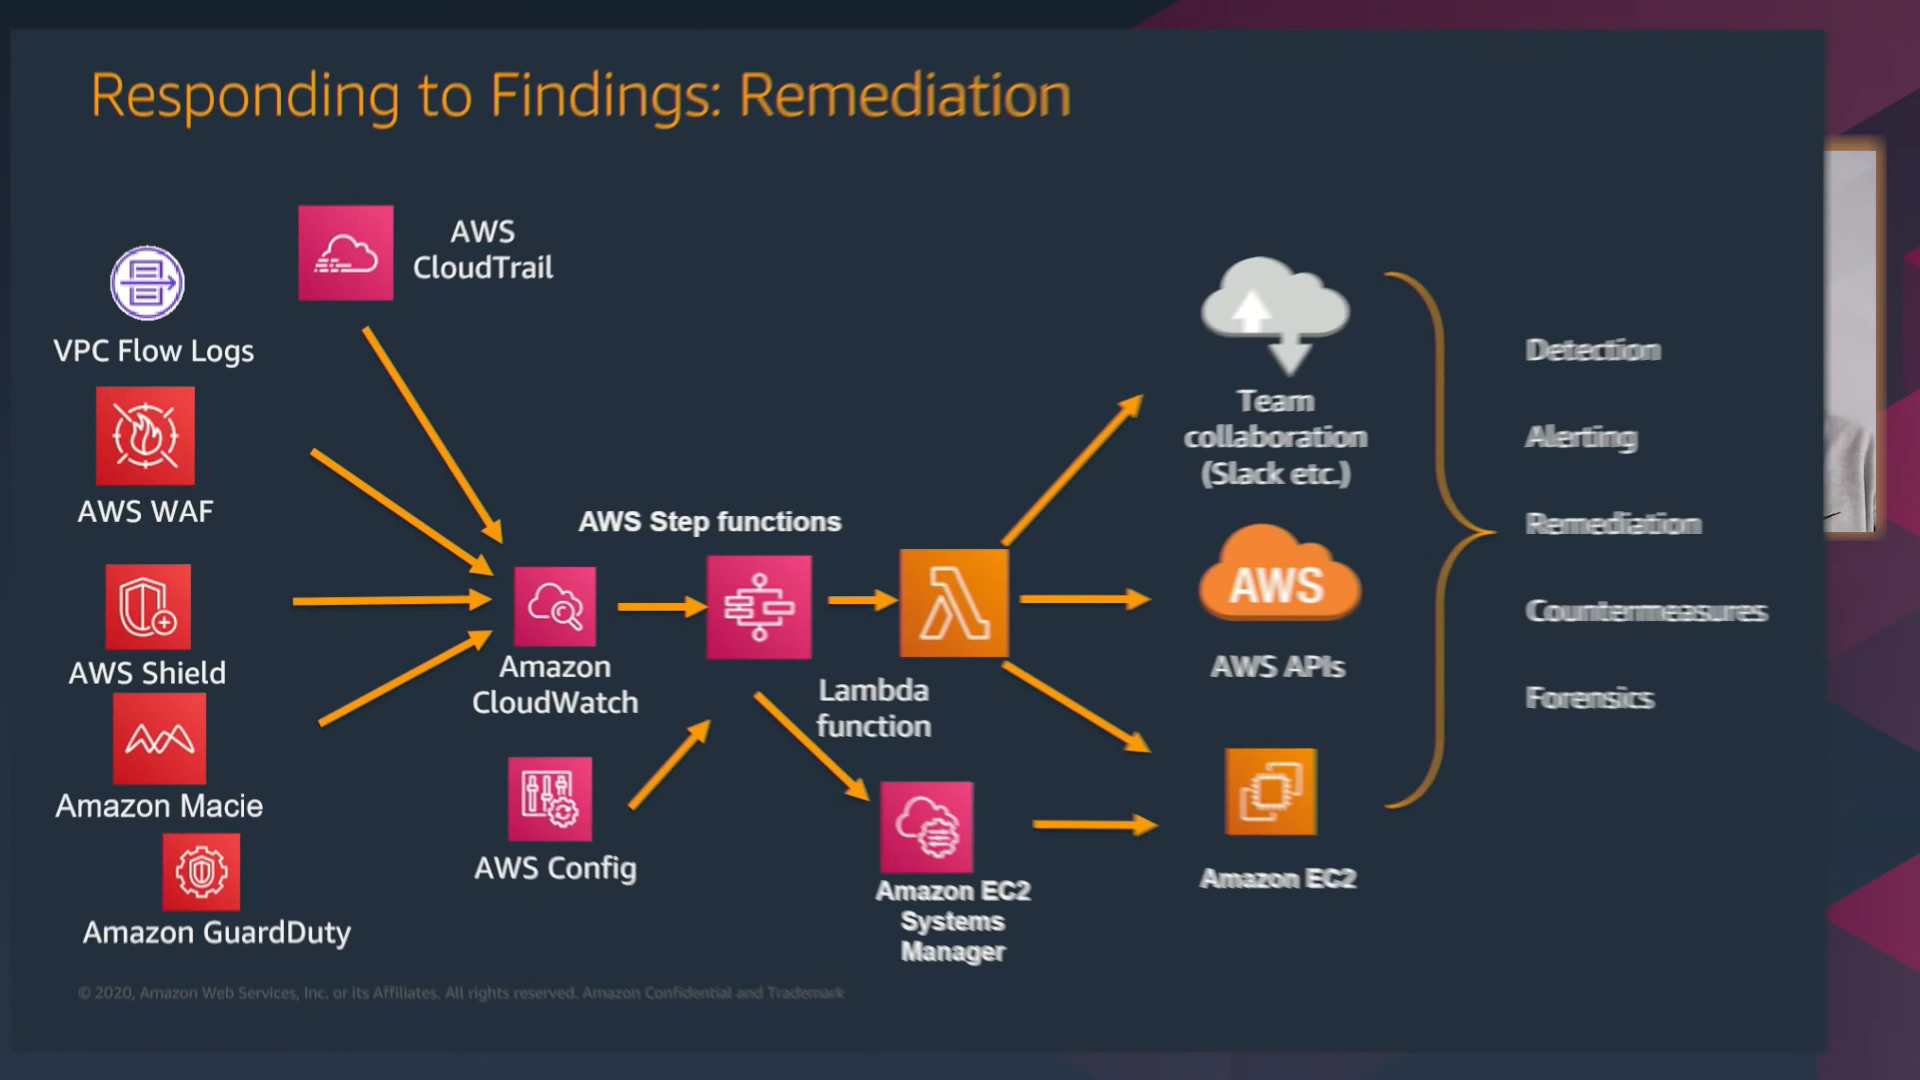 Responding to Findings: Remediation
AWS
CloudTrail
VPC Flow Logs
AWS WAF
AWS Shield
Amazon Macie
Amazon GuardDuty
AWS Step functions
Amazon
CloudWatch
Lambda
function
AWS Config
Amazon EC2
Systems
Manager
Team
collaboration
(Slack etc.)
AWS
AWS APIs
Amazon EC2
Detection
Alerting
Remediation
Countermeasures
Forensics
© 2020, Amazon Web Services, Inc. or its Affiliates. All rights reserved. Amazon Confidential and Trademark